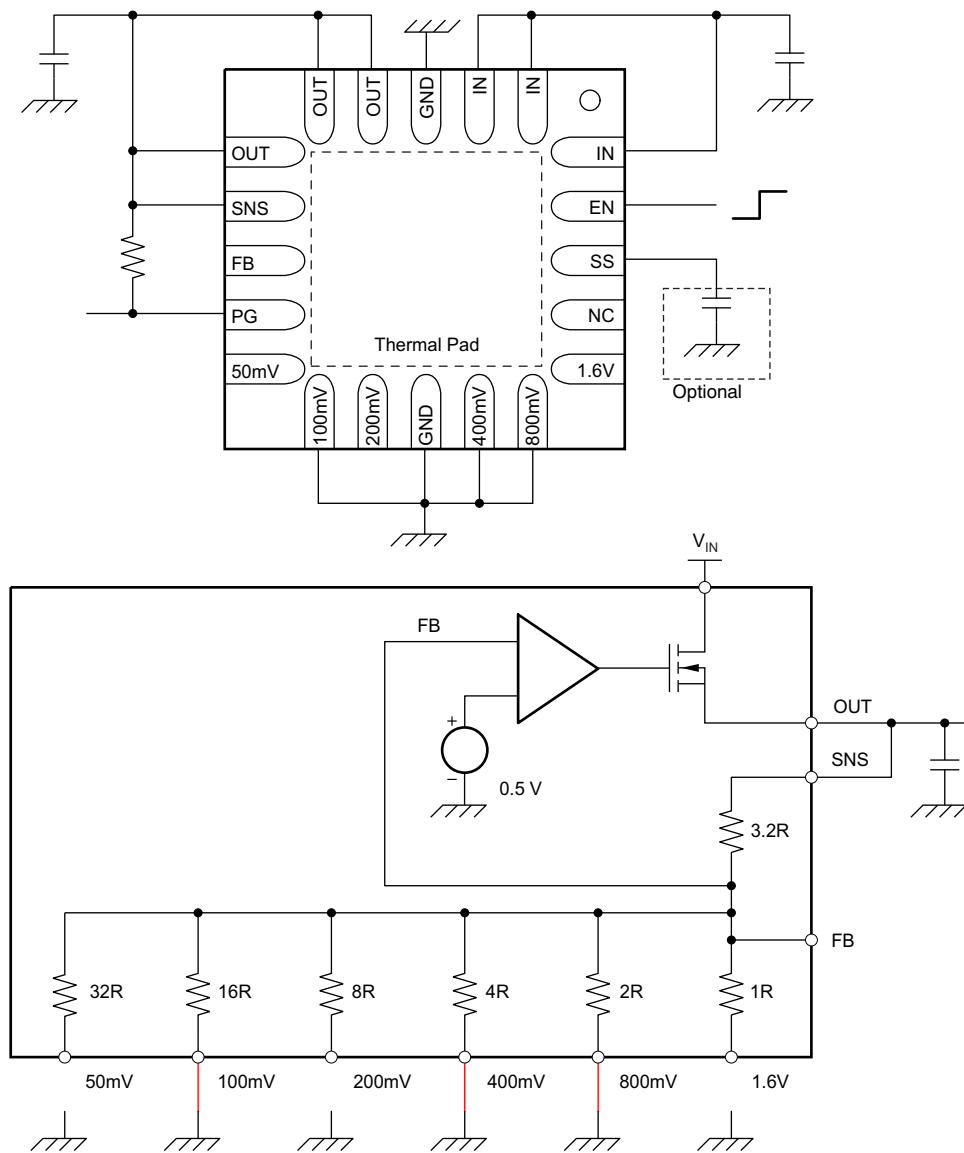 OUT
OUT
GND
IN
IN
OUT
IN
SNS
EN
FB
SS
PG
NC
Thermal Pad
50mV
1.6V
Optional
100mV
200mV
GND
400mV
800mV
VIN
FB
OUT
+
SNS
−
0.5 V
3.2R
FB
32R
16R
8R
4R
2R
1R
50mV
100mV
200mV
400mV
800mV
1.6V